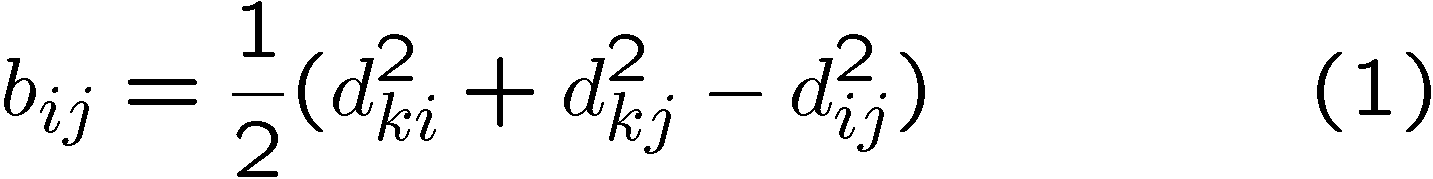 $b_{ij} = \frac{1}{2}(d_{ki}^{2} + d_{kj}^{2} - d_{ij}^{2})$ (1)